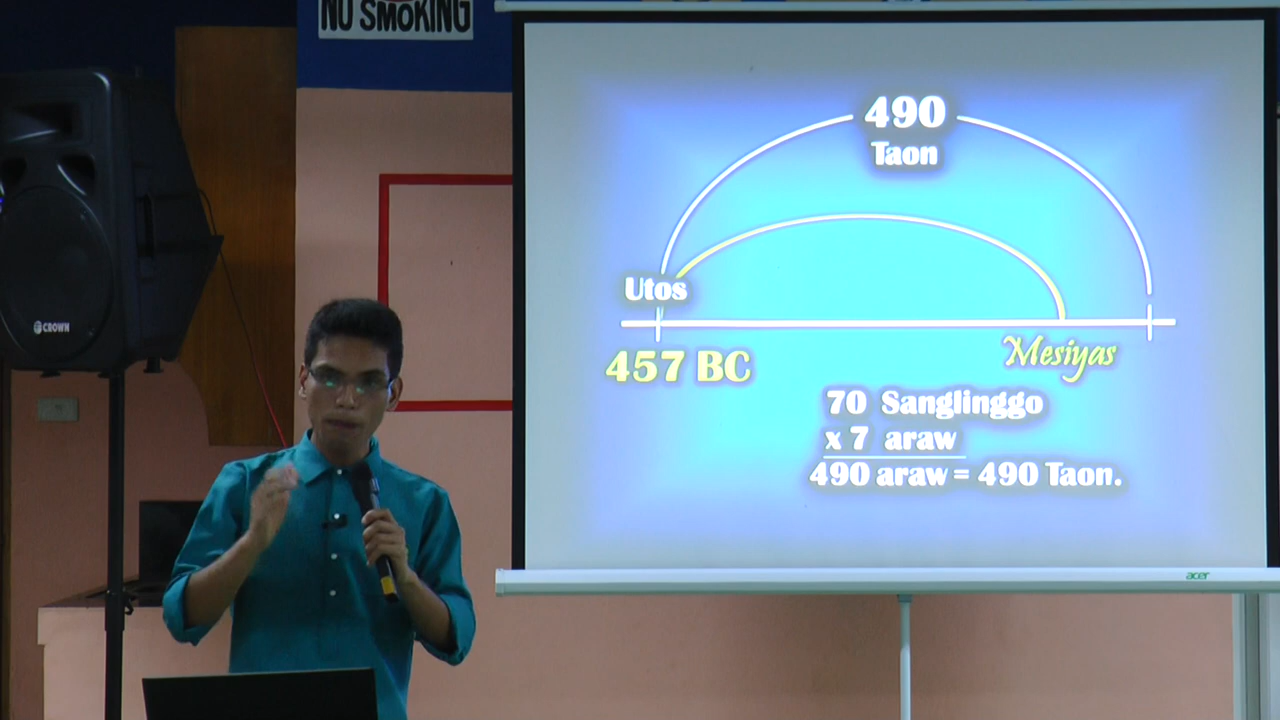 NO SMOKING
CROWN
490
Taon
Utos
457 BC
Mesiyas
70 Sanglinggo
x 7 araw
490 araw = 490 Taon.
acer